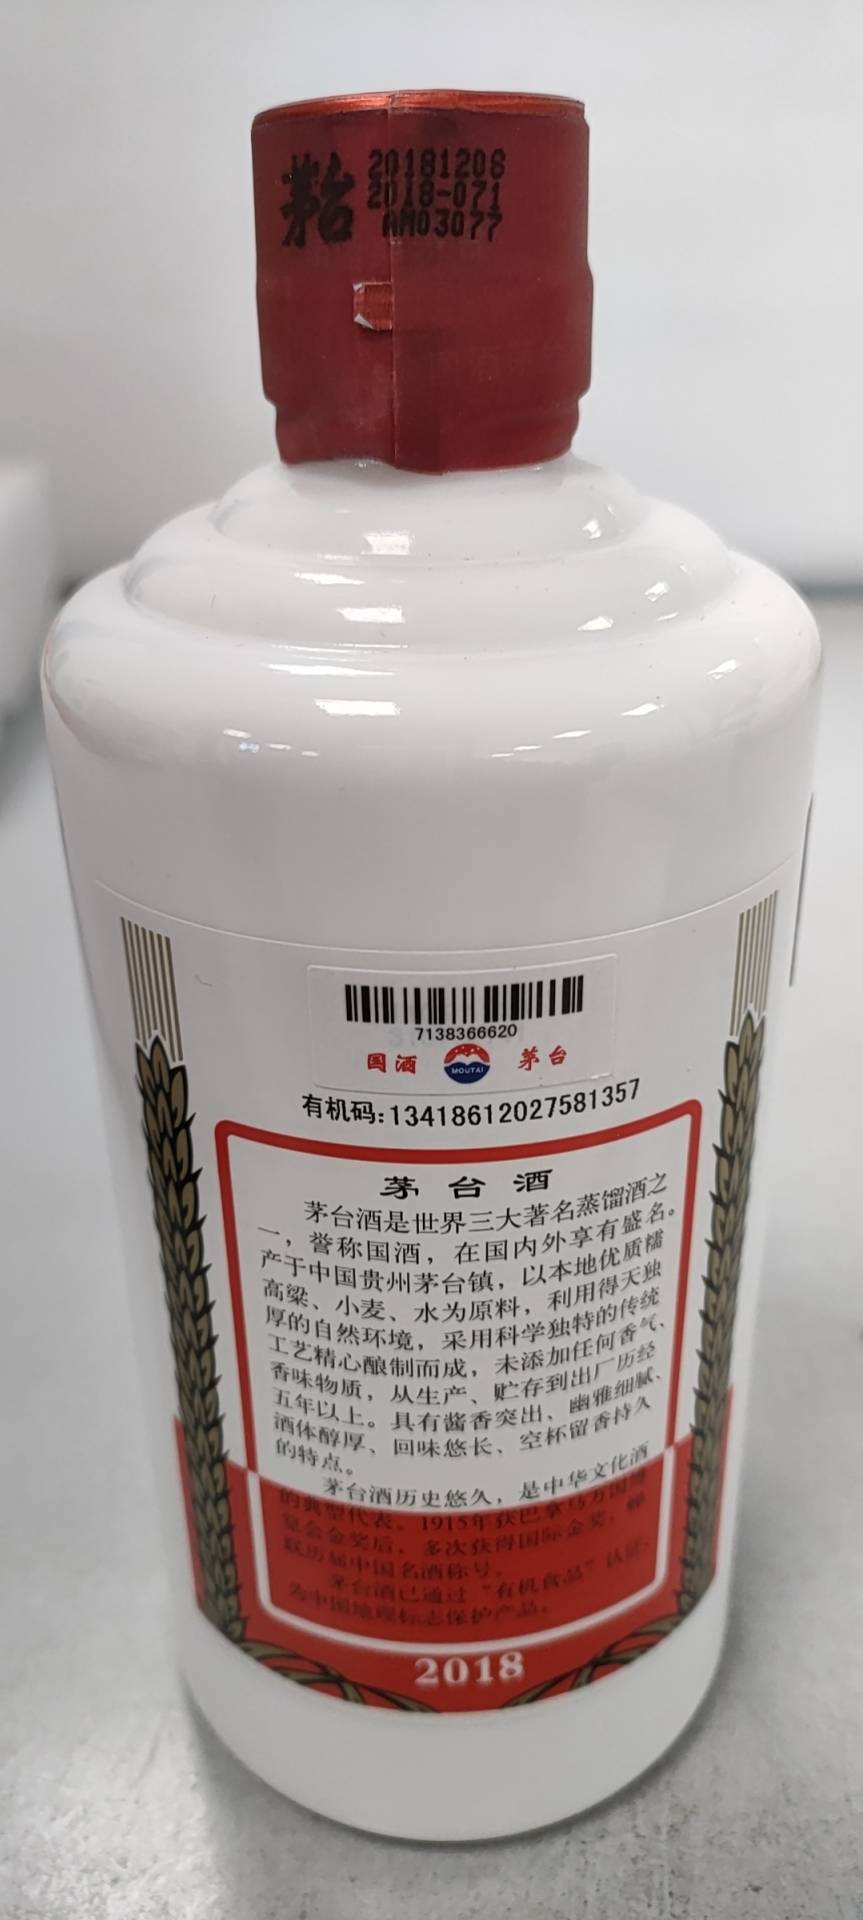 茅台
20181206
2018-071
AM03077
7138366620
国酒 MOUTAI 茅台
有机码:13418612027581357
茅台酒
茅台酒是世界三大著名蒸馏酒之
一，誉称国酒，在国内外享有盛名。
产于中国贵州茅台镇，以本地优质糯
高粱、小麦、水为原料，利用得天独
厚的自然环境，采用科学独特的传统
工艺精心酿制而成，未添加任何香气、
香味物质，从生产、贮存到出厂历经
五年以上。具有酱香突出、幽雅细腻、
酒体醇厚、回味悠长、空杯留香持久
的特点。
茅台酒历史悠久，是中华文化酒
的典型代表。1915年获巴拿马万国博
览会金奖后，多次获得国际金奖，蝉
联历届中国名酒称号。
茅台酒已通过“有机食品”认证，
为中国地理标志保护产品。
2018